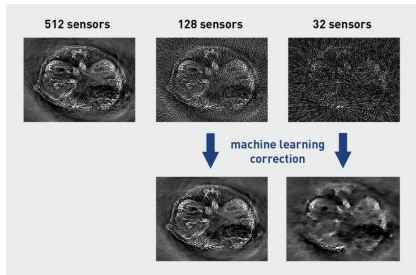 512 sensors
128 sensors
32 sensors
machine learning
correction